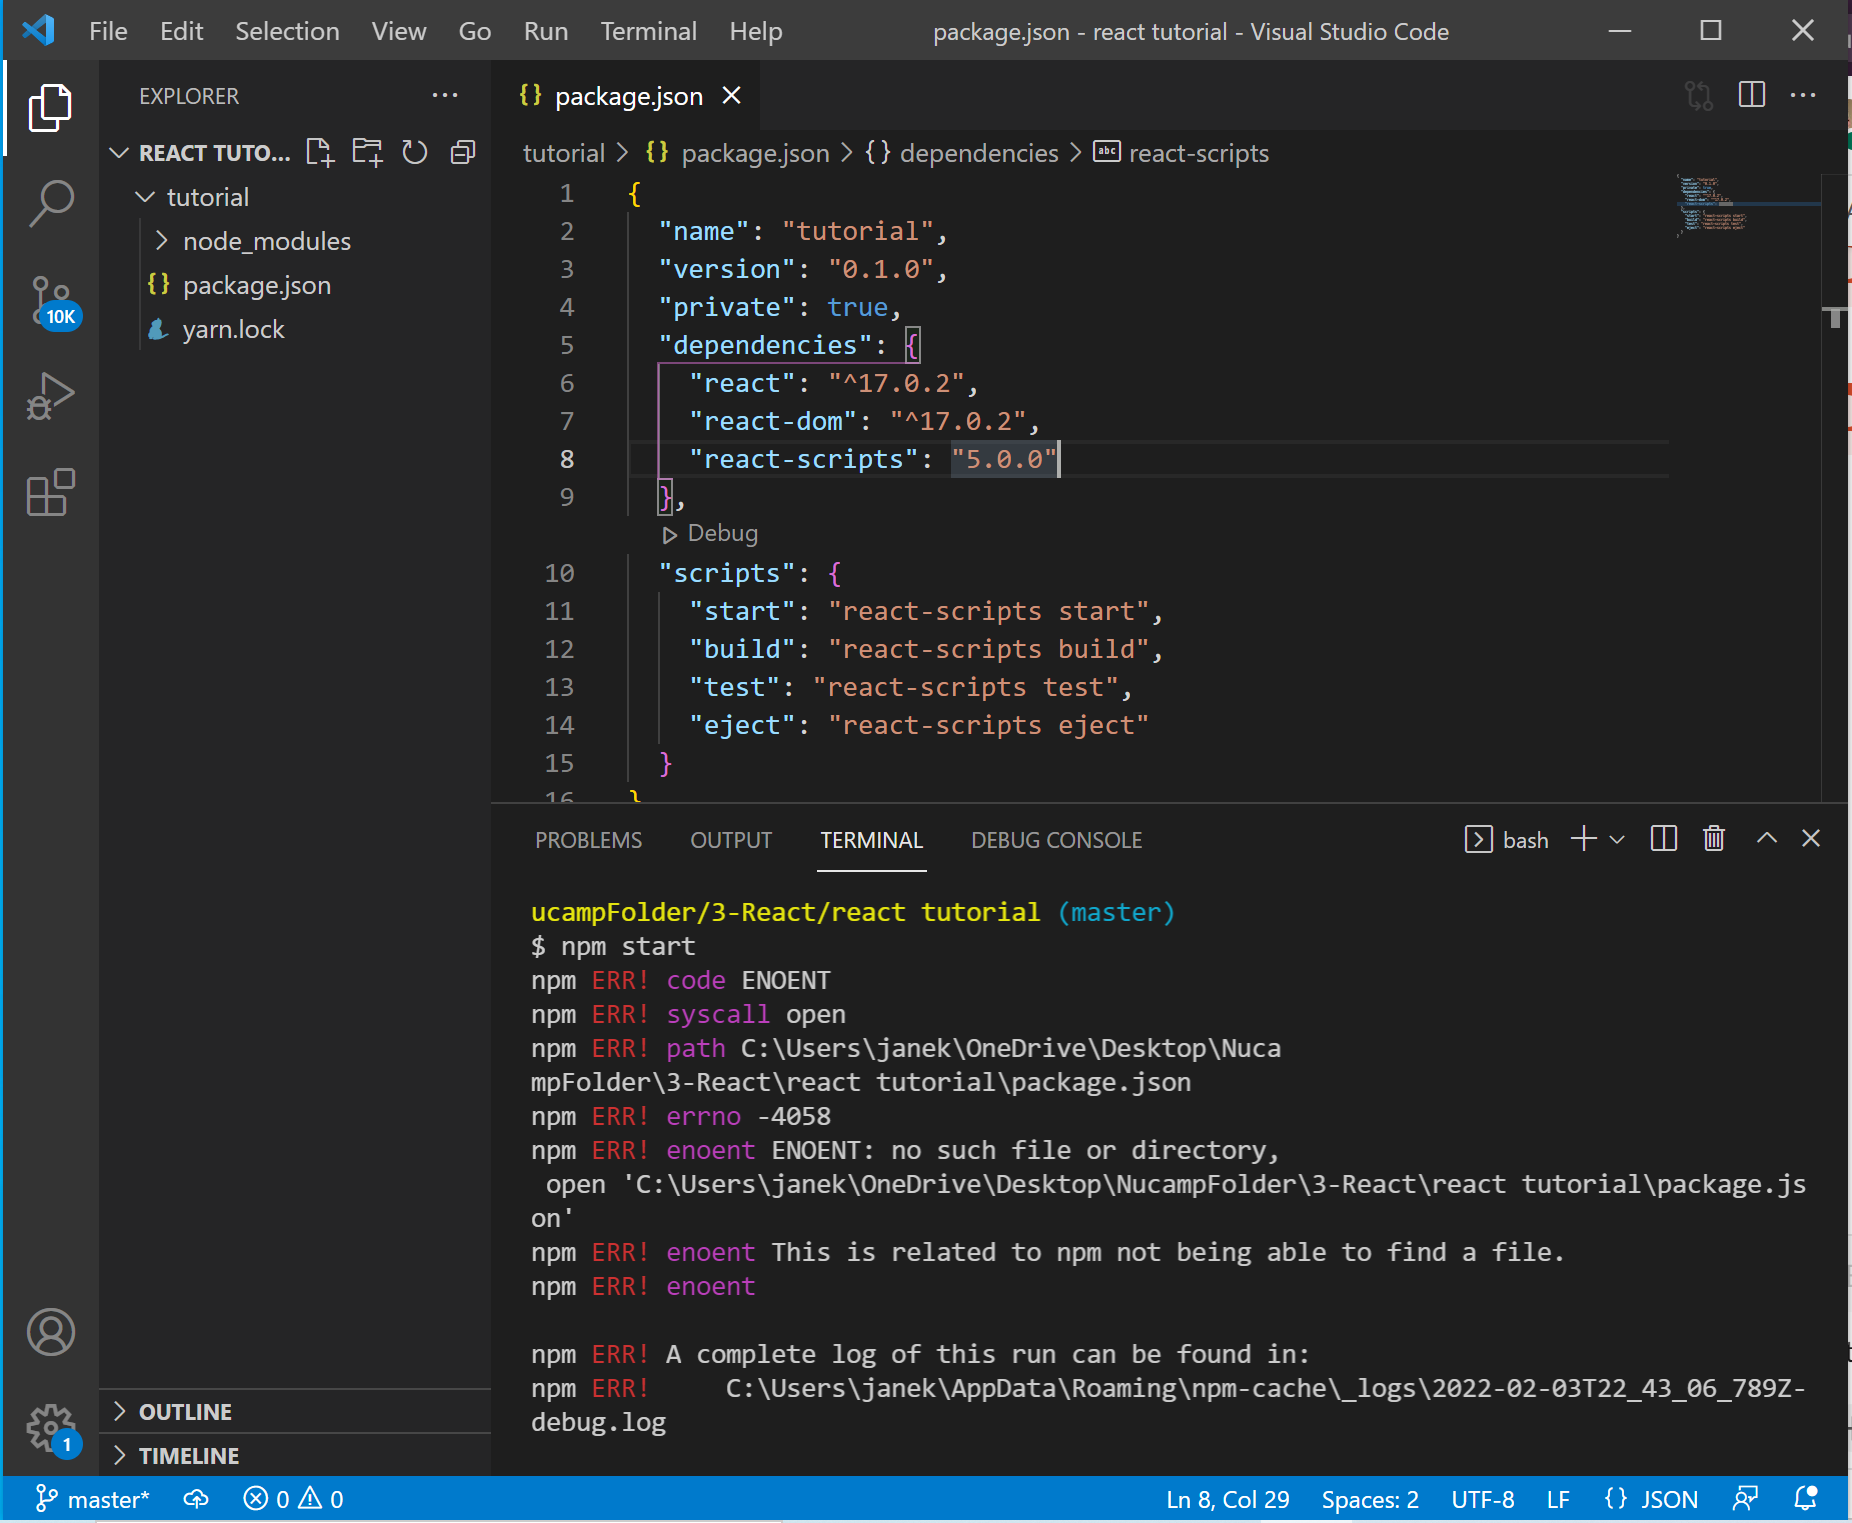 File Edit Selection View Go Run Terminal Help package.json - react tutorial - Visual Studio Code
EXPLORER
REACT TUTO...
tutorial
node_modules
package.json
yarn.lock
10K
OUTLINE
TIMELINE
1
package.json
tutorial > {} package.json > {} dependencies > abc react-scripts
1 {
2 "name": "tutorial",
3 "version": "0.1.0",
4 "private": true,
5 "dependencies": {
6 "react": "^17.0.2",
7 "react-dom": "^17.0.2",
8 "react-scripts": "5.0.0"
9 },
Debug
10 "scripts": {
11 "start": "react-scripts start",
12 "build": "react-scripts build",
13 "test": "react-scripts test",
14 "eject": "react-scripts eject"
15 }
16 }
PROBLEMS OUTPUT TERMINAL DEBUG CONSOLE bash
ucampFolder/3-React/react tutorial (master)
$ npm start
npm ERR! code ENOENT
npm ERR! syscall open
npm ERR! path C:\Users\janek\OneDrive\Desktop\Nuca
mpFolder\3-React\react tutorial\package.json
npm ERR! errno -4058
npm ERR! enoent ENOENT: no such file or directory,
open 'C:\Users\janek\OneDrive\Desktop\NucampFolder\3-React\react tutorial\package.js
on'
npm ERR! enoent This is related to npm not being able to find a file.
npm ERR! enoent
npm ERR! A complete log of this run can be found in:
npm ERR! C:\Users\janek\AppData\Roaming\npm-cache\_logs\2022-02-03T22_43_06_789Z-
debug.log
master* 0 0 Ln 8, Col 29 Spaces: 2 UTF-8 LF {} JSON